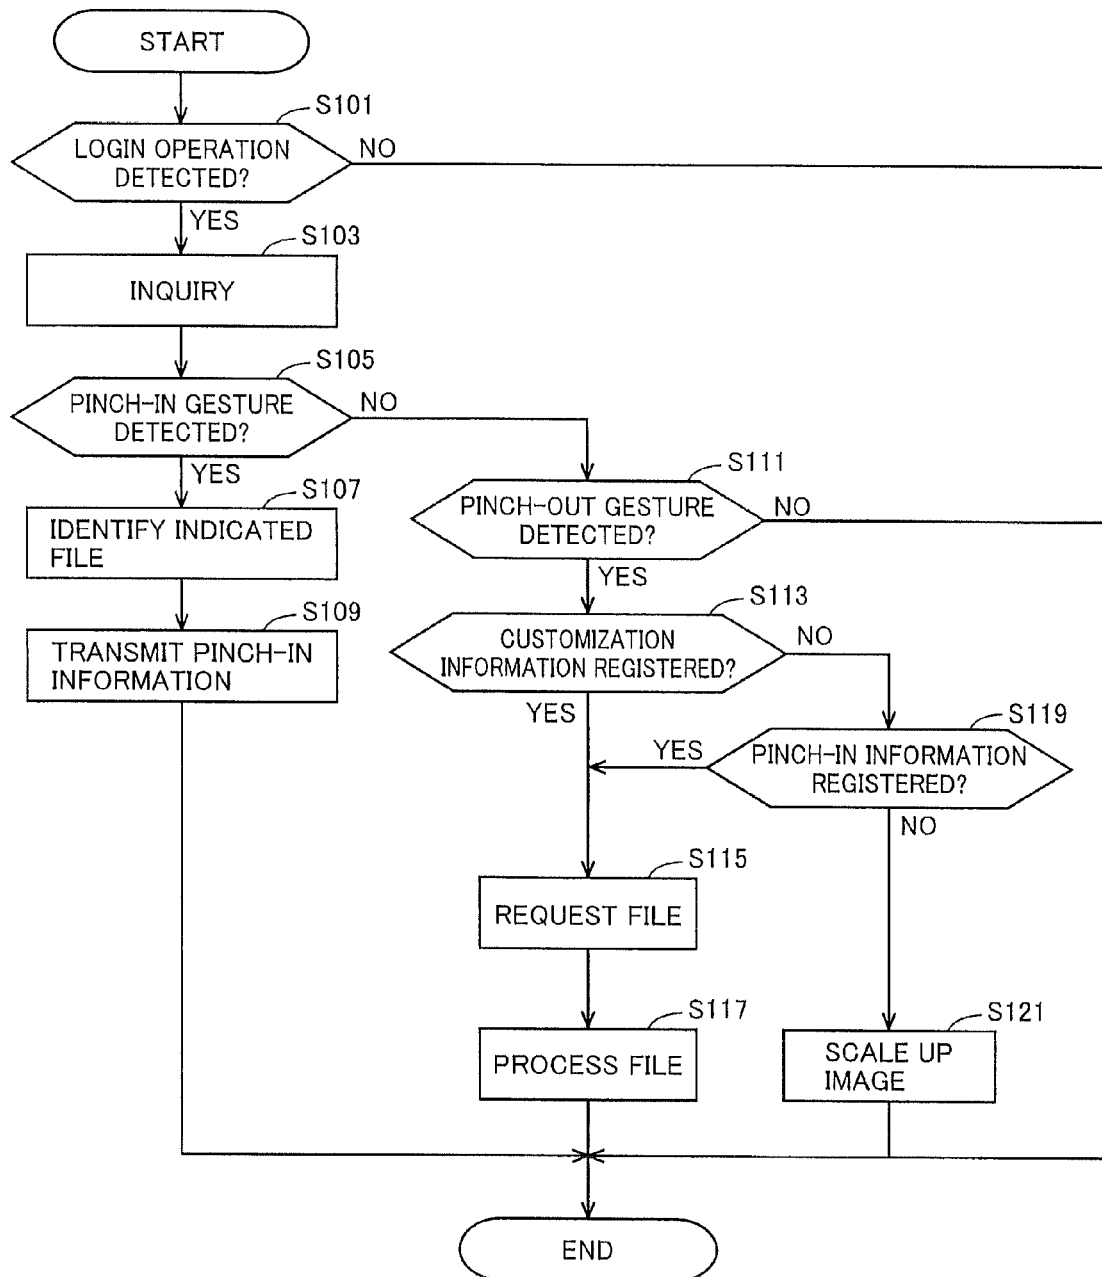 START
S101
LOGIN OPERATION
DETECTED?
NO
YES
S103
INQUIRY
S105
PINCH-IN GESTURE
DETECTED?
NO
YES
S107
IDENTIFY INDICATED
FILE
S109
TRANSMIT PINCH-IN
INFORMATION
S111
PINCH-OUT GESTURE
DETECTED?
NO
YES
S113
CUSTOMIZATION
INFORMATION REGISTERED?
NO
YES
S119
PINCH-IN INFORMATION
REGISTERED?
YES
NO
S115
REQUEST FILE
S117
PROCESS FILE
S121
SCALE UP
IMAGE
END